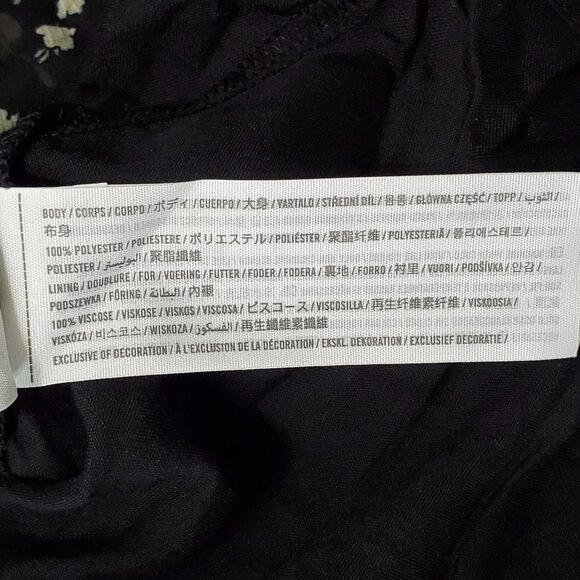 BODY / CORPS / CORPO / ボディ / CUERPO / 大身 / VARTALO / STŘEDNÍ DÍL / 몸통 / GŁÓWNA CZĘŚĆ / TOPP / الثوب /
布身
100% POLYESTER / POLIESTERE / ポリエステル / POLIÉSTER / 聚酯纤维 / POLYESTERIÄ / 폴리에스테르 /
POLIESTER / البوليستر / 聚脂纖維
LINING / DOUBLURE / FOR / VOERING / FUTTER / FODER / FODERA / 裏地 / FORRO / 衬里 / VUORI / PODŠÍVKA / 안감 /
PODSZEWKA / FÔRING / البطانة / 內襯
100% VISCOSE / VISKOSE / VISKOS / VISCOSA / ビスコース / VISCOSILLA / 再生纤维素纤维 / VISKOOSIA /
VISKÓZA / 비스코스 / WISKOZA / الفسكوز / 再生纖維素纖維
EXCLUSIVE OF DECORATION / À L'EXCLUSION DE LA DÉCORATION / EKSKL. DEKORATION / EXCLUSIEF DECORATIE /